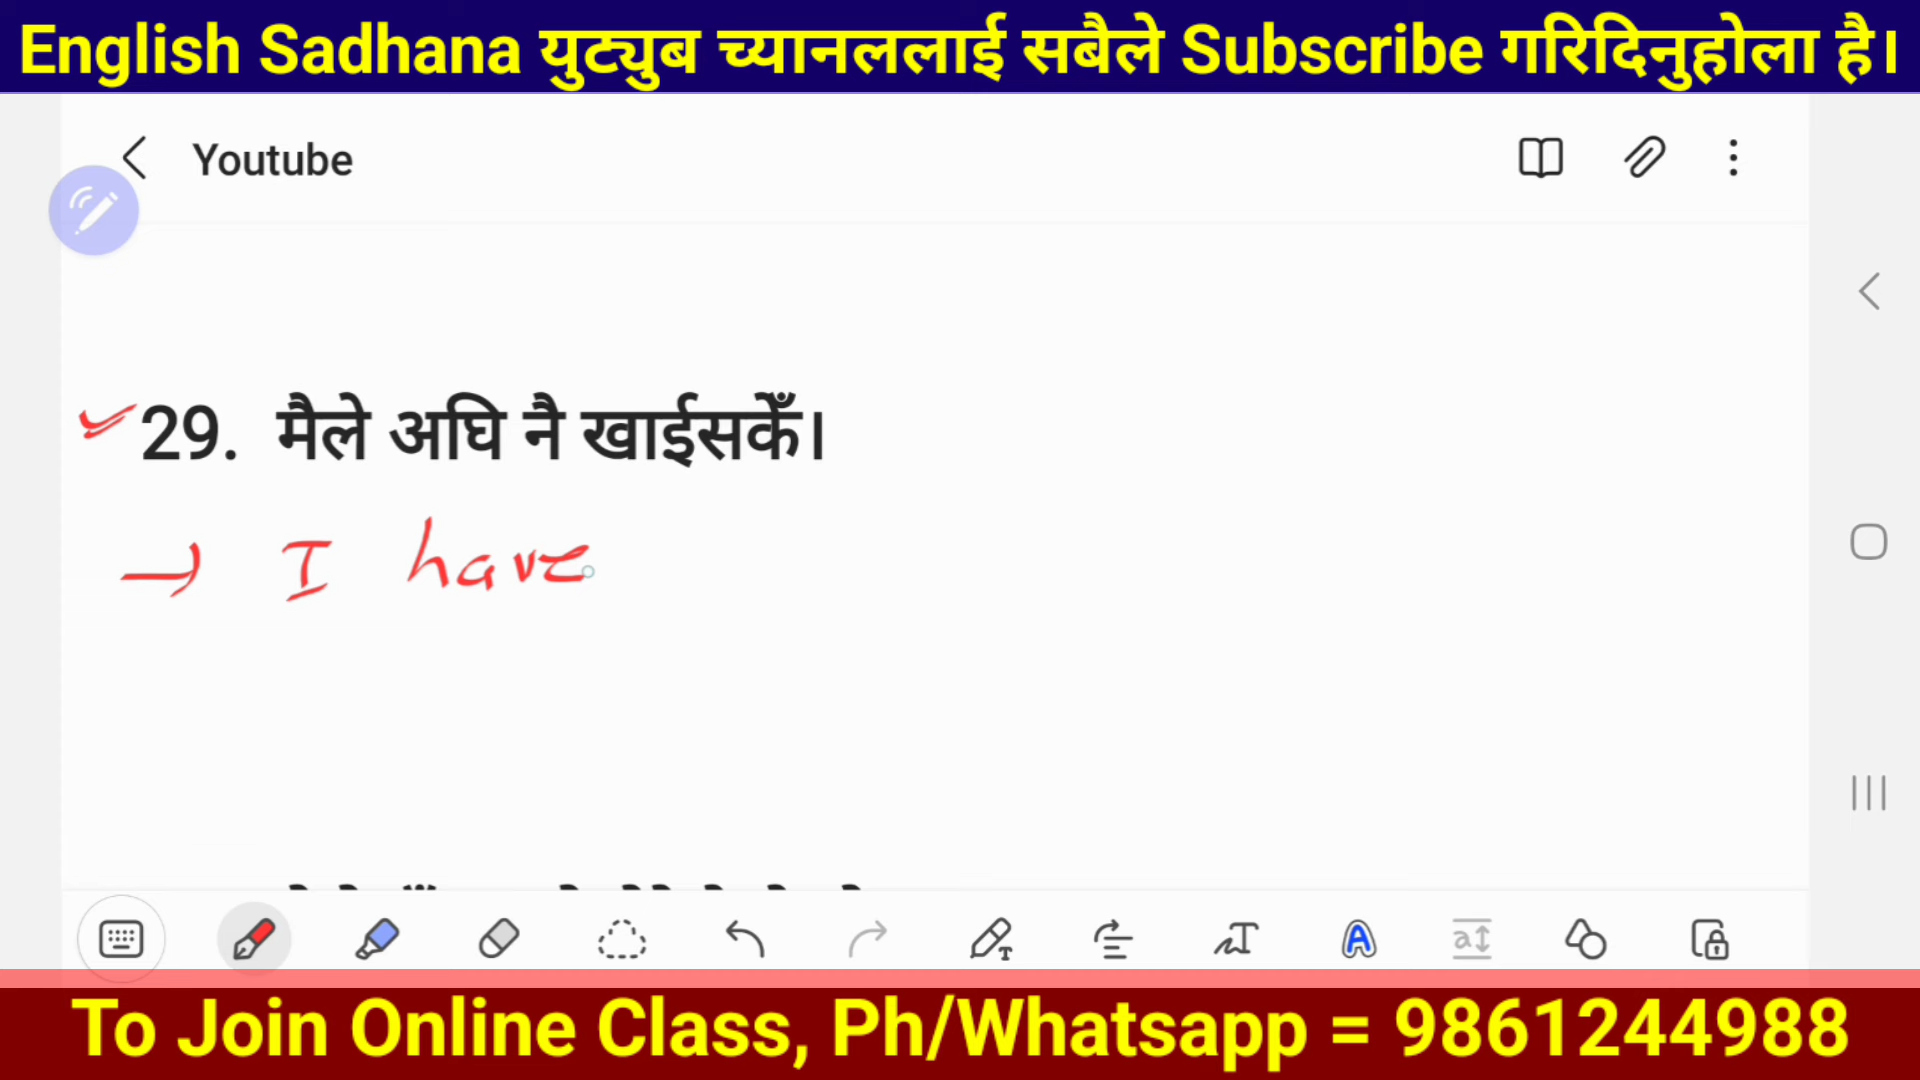 English Sadhana युट्युब च्यानललाई सबैले Subscribe गरिदिनुहोला है।
Youtube
29. मैले अघि नै खाईसकेँ।
→ I have
To Join Online Class, Ph/Whatsapp = 9861244988